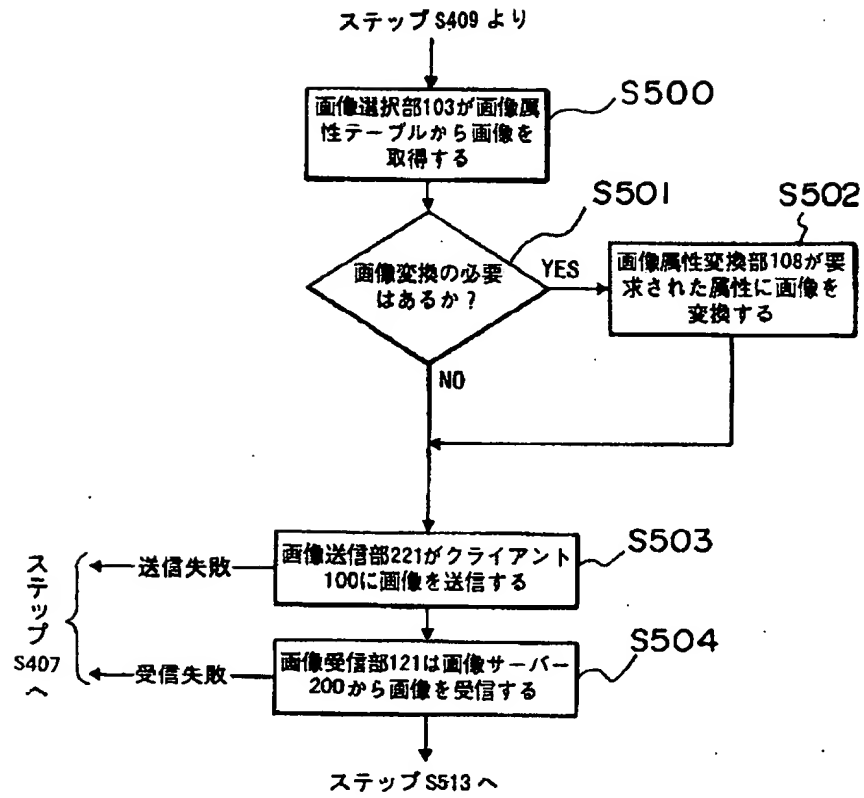 ステップS409より
画像選択部103が画像属
性テーブルから画像を
取得する
S500
S501
S502
画像変換の必要
はあるか?
YES
画像属性変換部108が要
求された属性に画像を
変換する
NO
画像送信部221がクライアント
100に画像を送信する
S503
送信失敗
ステップ
S407
へ
画像受信部121は画像サーバー
200から画像を受信する
S504
受信失敗
ステップS513へ